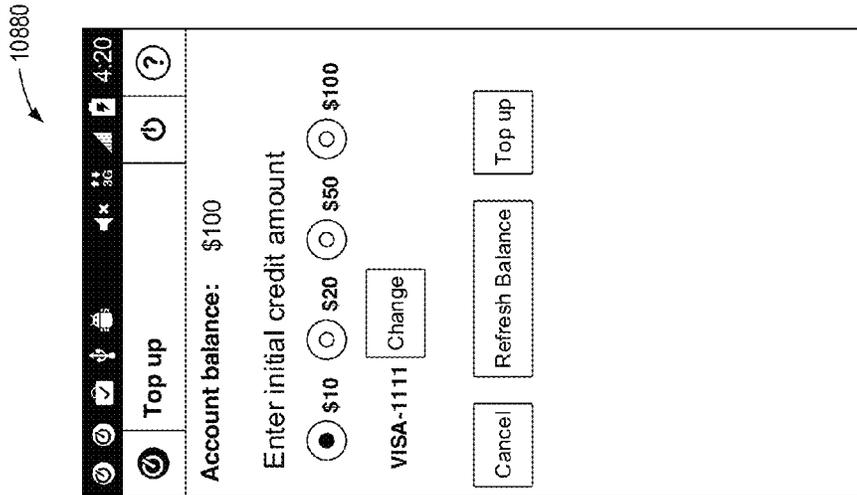 10880
3G 4:20
Top up ?
Account balance: $100
Enter initial credit amount
$10 $20 $50 $100
VISA-1111 Change
Cancel Refresh Balance Top up